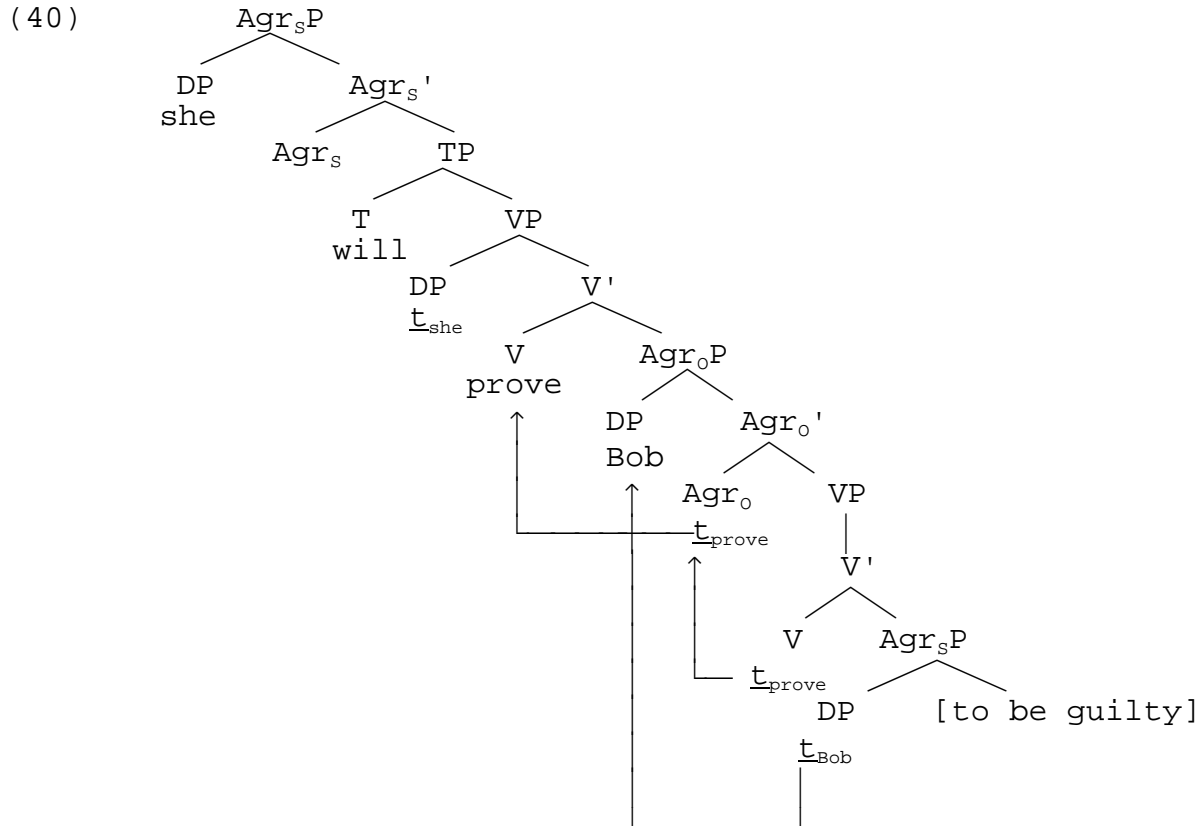 (40) AgrSP
DP AgrS'
she
AgrS TP
T VP
will
DP V'
tshe
V AgrOP
prove
DP AgrO'
Bob
AgrO VP
tprove
V'
V AgrSP
tprove
DP [to be guilty]
tBob